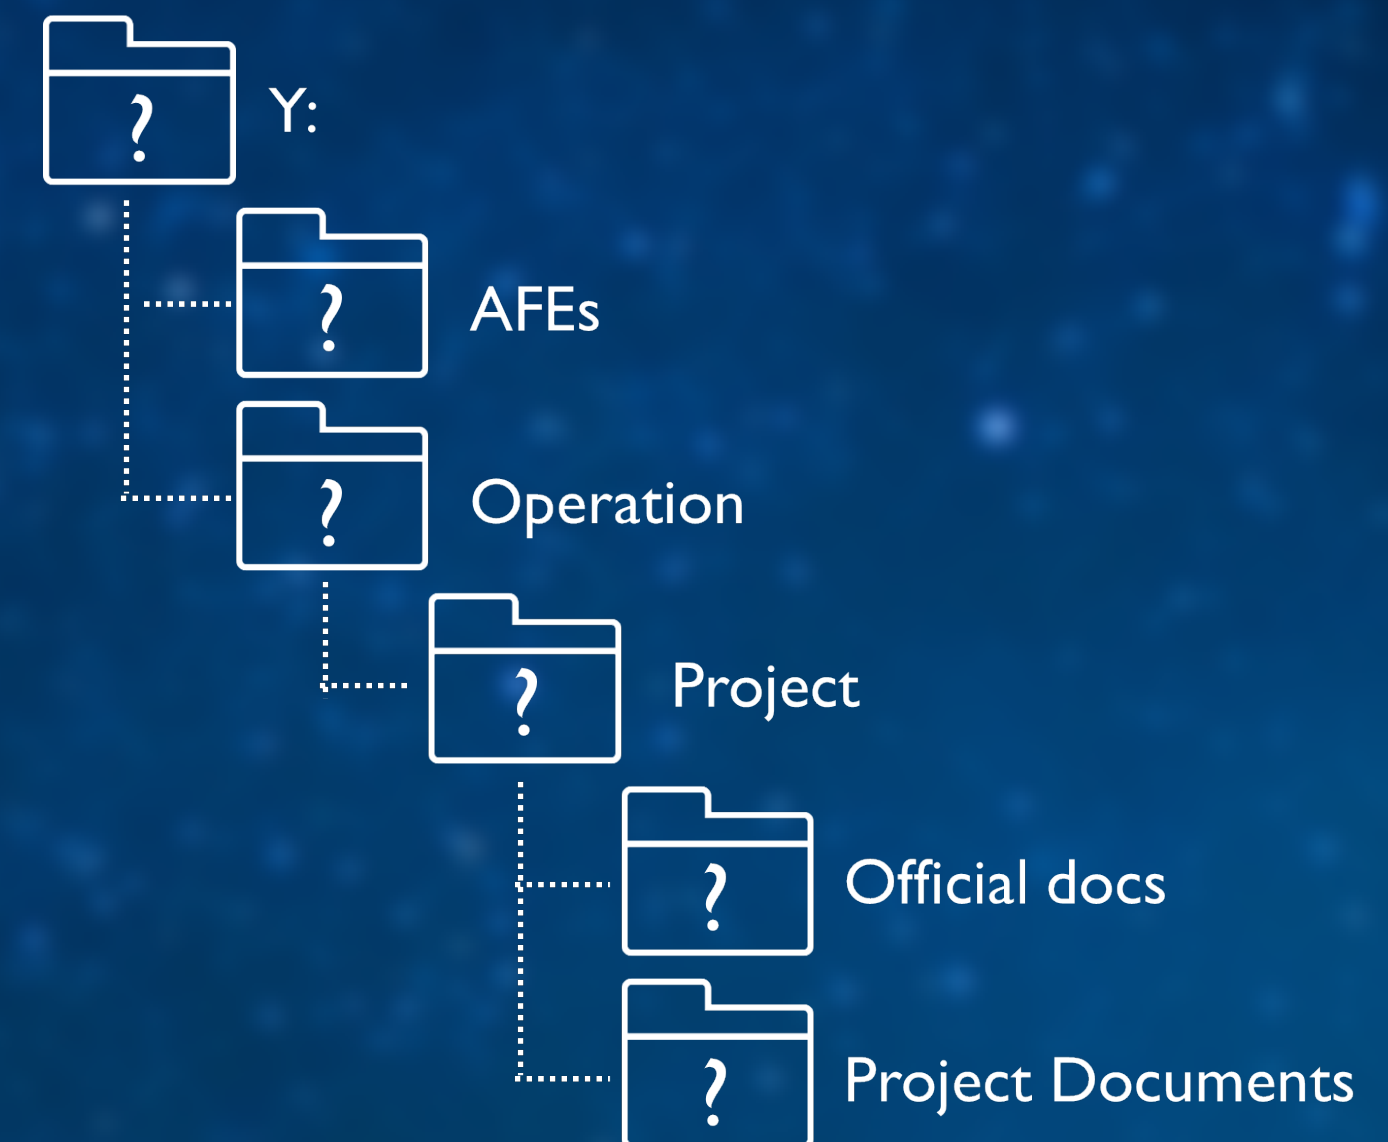 ?
Y:
?
AFEs
?
Operation
?
Project
?
Official docs
?
Project Documents